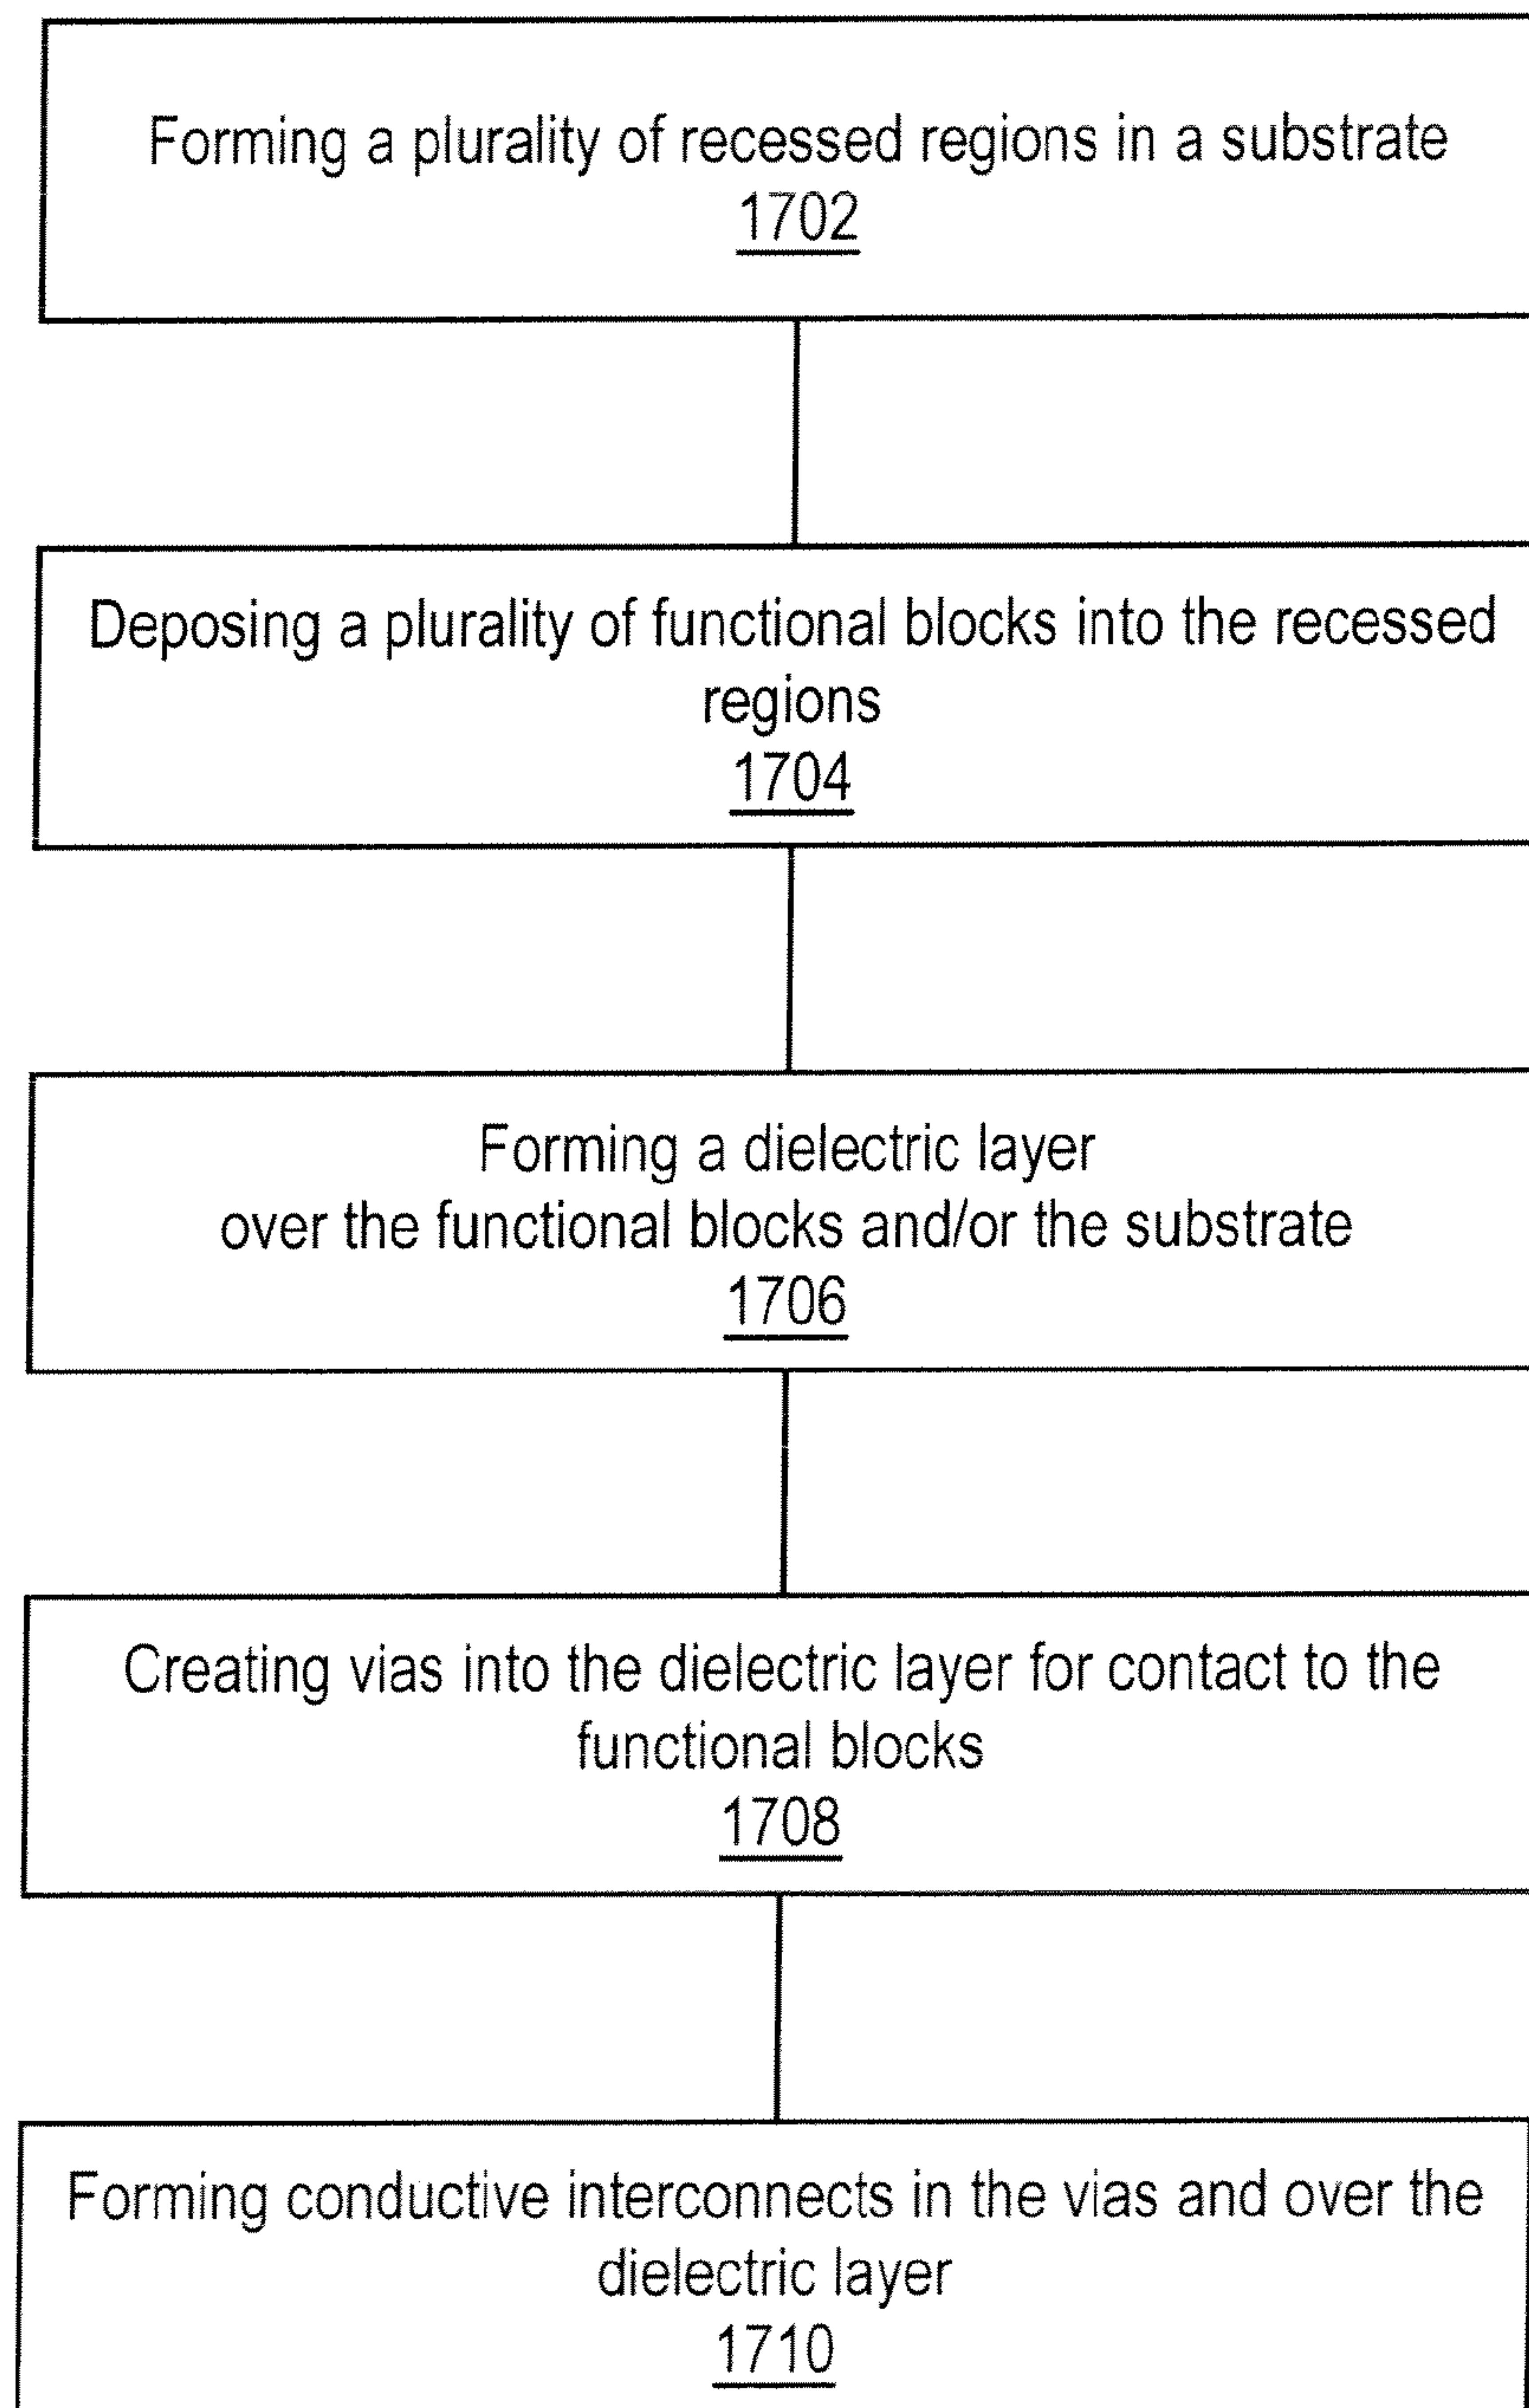 Forming a plurality of recessed regions in a substrate
1702
Deposing a plurality of functional blocks into the recessed
regions
1704
Forming a dielectric layer
over the functional blocks and/or the substrate
1706
Creating vias into the dielectric layer for contact to the
functional blocks
1708
Forming conductive interconnects in the vias and over the
dielectric layer
1710